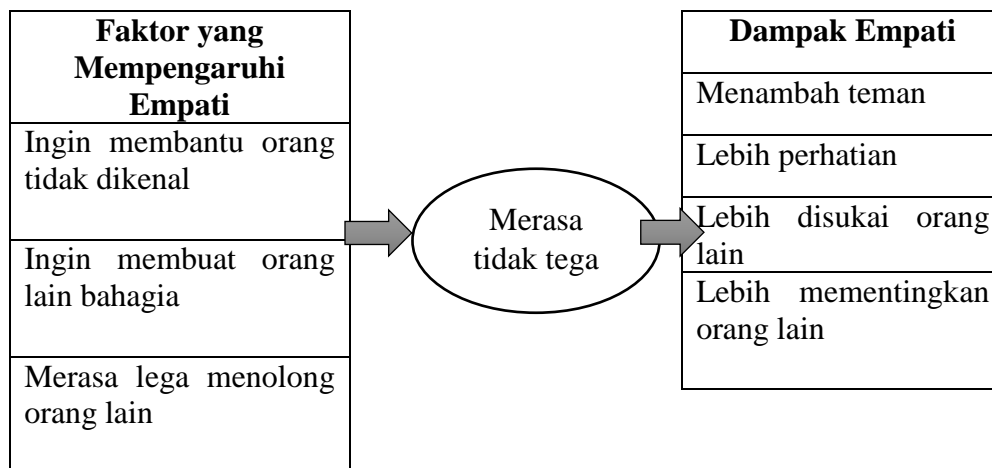 Faktor yang
Mempengaruhi
Empati
Ingin membantu orang
tidak dikenal
Ingin membuat orang
lain bahagia
Merasa lega menolong
orang lain
Merasa
tidak tega
Dampak Empati
Menambah teman
Lebih perhatian
Lebih disukai orang
lain
Lebih mementingkan
orang lain